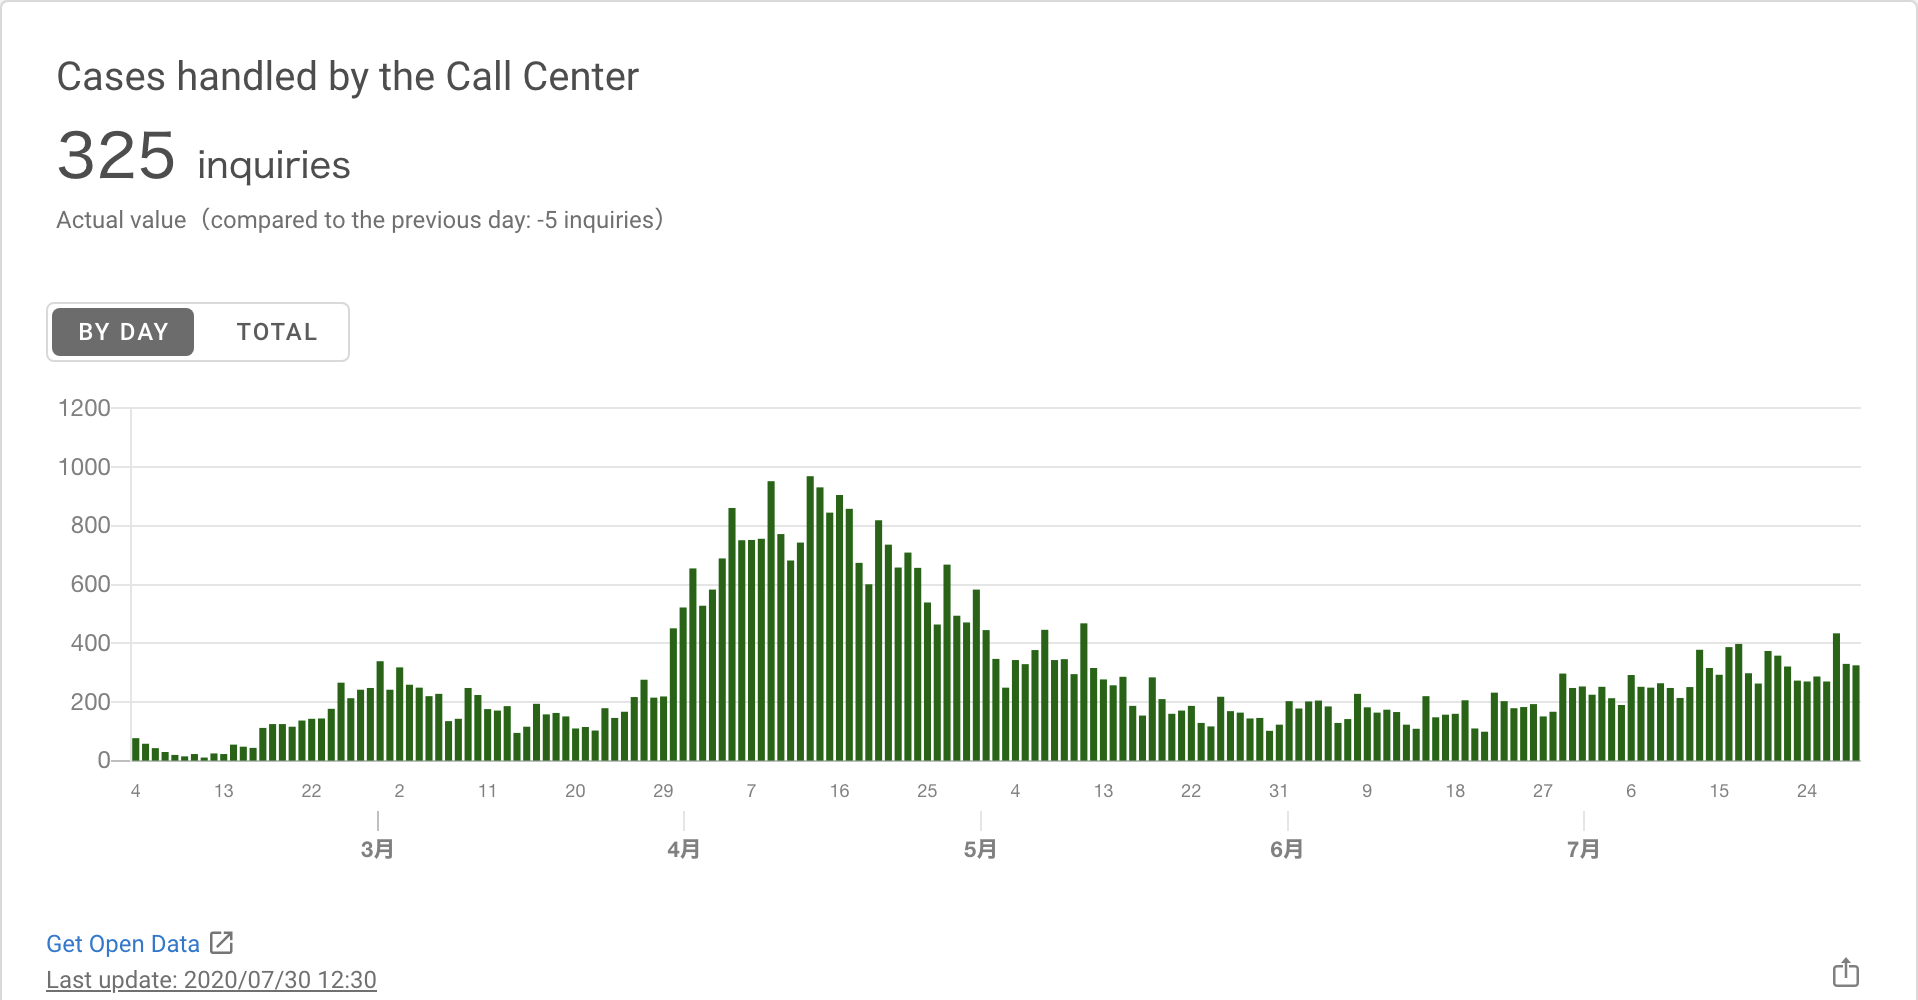 Cases handled by the Call Center
325 inquiries
Actual value（compared to the previous day: -5 inquiries）
BY DAY TOTAL
1200
1000
800
600
400
200
0
4 13 22 2 11 20 29 7 16 25 4 13 22 31 9 18 27 6 15 24
3月 4月 5月 6月 7月
Get Open Data
Last update: 2020/07/30 12:30